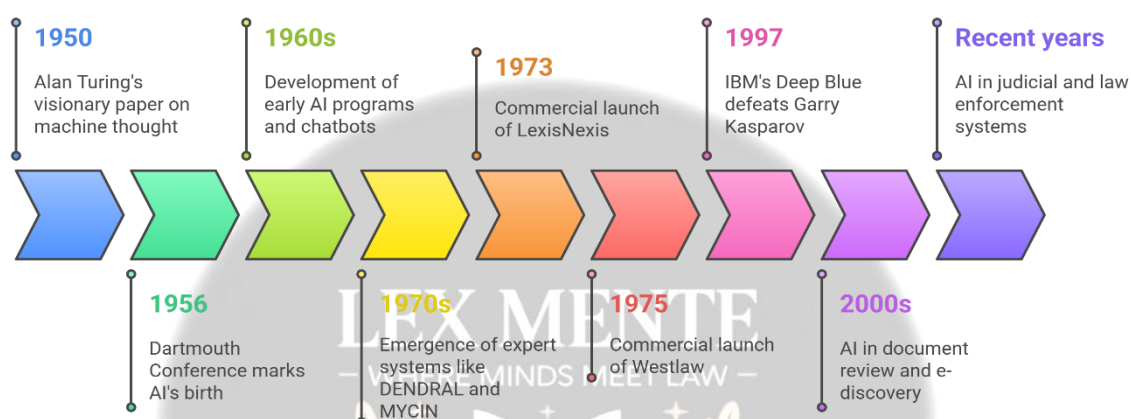 1950
Alan Turing's
visionary paper on
machine thought
1960s
Development of
early AI programs
and chatbots
1973
Commercial launch
of LexisNexis
1997
IBM's Deep Blue
defeats Garry
Kasparov
Recent years
AI in judicial and law
enforcement
systems
1956
Dartmouth
Conference marks
AI's birth
1970s
Emergence of expert
systems like
DENDRAL and
MYCIN
1975
Commercial launch
of Westlaw
2000s
AI in document
review and e-
discovery
LEX MENTE
– WHERE MINDS MEET LAW –